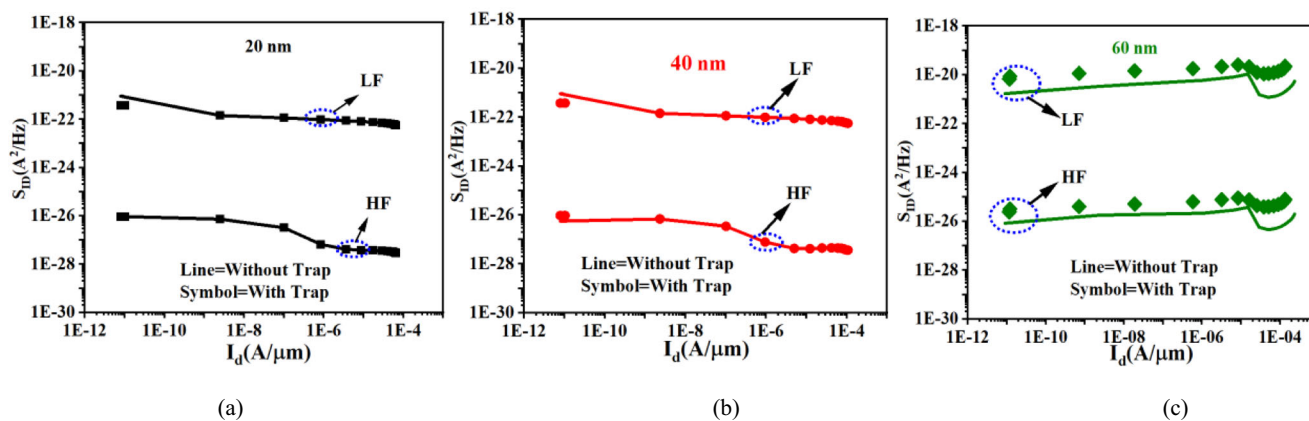 1E-18
1E-20
1E-22
1E-24
1E-26
1E-28
1E-30
S_ID(A²/Hz)
20 nm
LF
HF
Line=Without Trap
Symbol=With Trap
1E-12 1E-10 1E-8 1E-6 1E-4
I_d(A/μm)
(a)
1E-18
1E-20
1E-22
1E-24
1E-26
1E-28
1E-30
S_ID(A²/Hz)
40 nm
LF
HF
Line=Without Trap
Symbol=With Trap
1E-12 1E-10 1E-8 1E-6 1E-4
I_d(A/μm)
(b)
1E-18
1E-20
1E-22
1E-24
1E-26
1E-28
1E-30
S_ID(A²/Hz)
60 nm
LF
HF
Line=Without Trap
Symbol=With Trap
1E-12 1E-10 1E-08 1E-06 1E-04
I_d(A/μm)
(c)